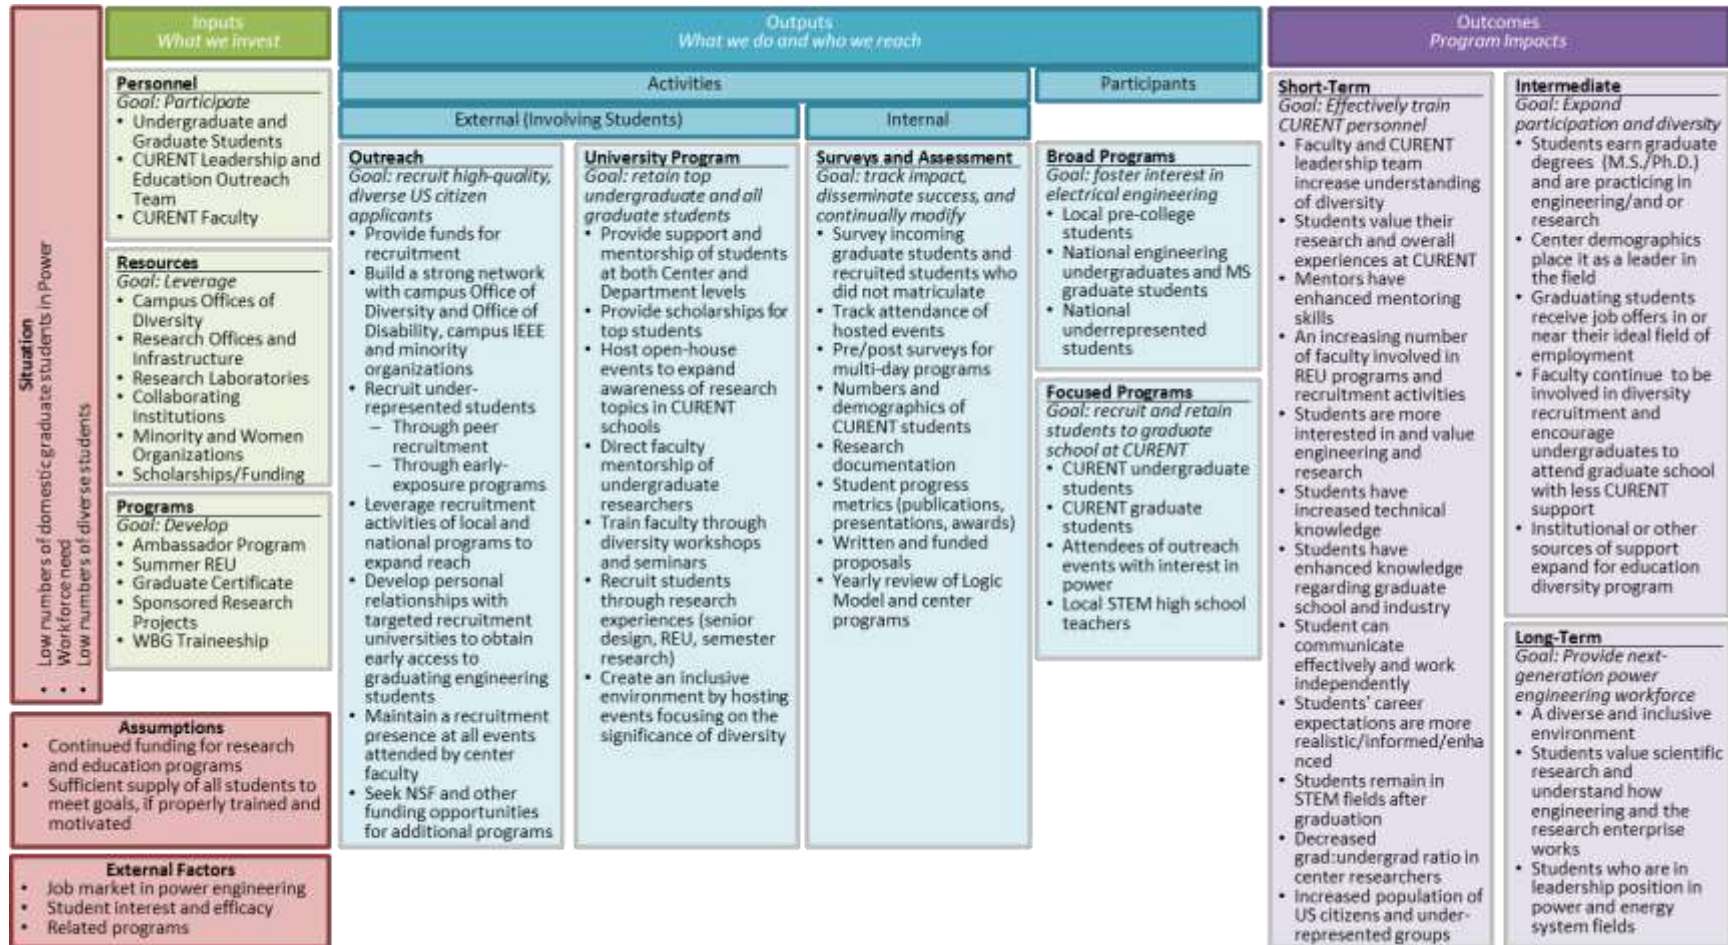 Situation
• Low numbers of domestic graduate students in Power
• Workforce need
• Low numbers of diverse students
Inputs
What we invest
Personnel
Goal: Participate
• Undergraduate and
Graduate Students
• CURENT Leadership and
Education Outreach
Team
• CURENT Faculty
Resources
Goal: Leverage
• Campus Offices of
Diversity
• Research Offices and
Infrastructure
• Research Laboratories
• Collaborating
Institutions
• Minority and Women
Organizations
• Scholarships/Funding
Programs
Goal: Develop
• Ambassador Program
• Summer REU
• Graduate Certificate
• Sponsored Research
Projects
• WBG Traineeship
Assumptions
• Continued funding for research
and education programs
• Sufficient supply of all students to
meet goals, if properly trained and
motivated
External Factors
• Job market in power engineering
• Student interest and efficacy
• Related programs
Outputs
What we do and who we reach
Activities
External (Involving Students)
Outreach
Goal: recruit high-quality,
diverse US citizen
applicants
• Provide funds for
recruitment
• Build a strong network
with campus Office of
Diversity and Office of
Disability, campus IEEE
and minority
organizations
• Recruit under-
represented students
– Through peer
recruitment
– Through early-
exposure programs
• Leverage recruitment
activities of local and
national programs to
expand reach
• Develop personal
relationships with
targeted recruitment
universities to obtain
early access to
graduating engineering
students
• Maintain a recruitment
presence at all events
attended by center
faculty
• Seek NSF and other
funding opportunities
for additional programs
University Program
Goal: retain top
undergraduate and all
graduate students
• Provide support and
mentorship of students
at both Center and
Department levels
• Provide scholarships for
top students
• Host open-house
events to expand
awareness of research
topics in CURENT
schools
• Direct faculty
mentorship of
undergraduate
researchers
• Train faculty through
diversity workshops
and seminars
• Recruit students
through research
experiences (senior
design, REU, semester
research)
• Create an inclusive
environment by hosting
events focusing on the
significance of diversity
Internal
Surveys and Assessment
Goal: track impact,
disseminate success, and
continually modify
• Survey incoming
graduate students and
recruited students who
did not matriculate
• Track attendance of
hosted events
• Pre/post surveys for
multi-day programs
• Numbers and
demographics of
CURENT students
• Research
documentation
• Student progress
metrics (publications,
presentations, awards)
• Written and funded
proposals
• Yearly review of Logic
Model and center
programs
Participants
Broad Programs
Goal: foster interest in
electrical engineering
• Local pre-college
students
• National engineering
undergraduates and MS
graduate students
• National
underrepresented
students
Focused Programs
Goal: recruit and retain
students to graduate
school at CURENT
• CURENT undergraduate
students
• CURENT graduate
students
• Attendees of outreach
events with interest in
power
• Local STEM high school
teachers
Outcomes
Program Impacts
Short-Term
Goal: Effectively train
CURENT personnel
• Faculty and CURENT
leadership team
increase understanding
of diversity
• Students value their
research and overall
experiences at CURENT
• Mentors have
enhanced mentoring
skills
• An increasing number
of faculty involved in
REU programs and
recruitment activities
• Students are more
interested in and value
engineering and
research
• Students have
increased technical
knowledge
• Students have
enhanced knowledge
regarding graduate
school and industry
• Student can
communicate
effectively and work
independently
• Students' career
expectations are more
realistic/informed/enha
nced
• Students remain in
STEM fields after
graduation
• Decreased
grad:undergrad ratio in
center researchers
• Increased population of
US citizens and under-
represented groups
Intermediate
Goal: Expand
participation and diversity
• Students earn graduate
degrees (M.S./Ph.D.)
and are practicing in
engineering/and or
research
• Center demographics
place it as a leader in
the field
• Graduating students
receive job offers in or
near their ideal field of
employment
• Faculty continue to be
involved in diversity
recruitment and
encourage
undergraduates to
attend graduate school
with less CURENT
support
• Institutional or other
sources of support
expand for education
diversity program
Long-Term
Goal: Provide next-
generation power
engineering workforce
• A diverse and inclusive
environment
• Students value scientific
research and
understand how
engineering and the
research enterprise
works
• Students who are in
leadership position in
power and energy
system fields